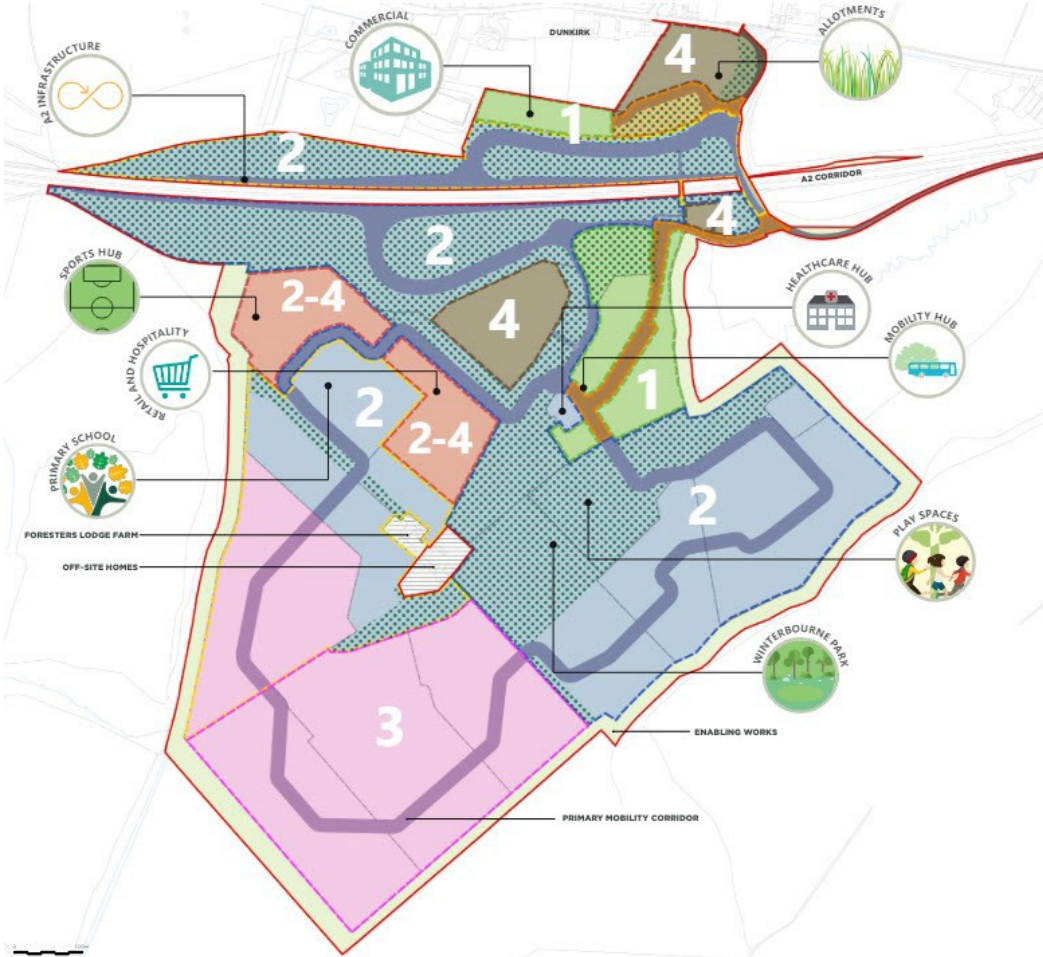 COMMERCIAL
DUNKIRK
ALLOTMENTS
4
A2 INFRASTRUCTURE
1
2
A2 CORRIDOR
4
2
SPORTS HUB
HEALTHCARE HUB
2-4
4
MOBILITY HUB
RETAIL AND HOSPITALITY
2
1
2-4
PRIMARY SCHOOL
2
PLAY SPACES
FORESTERS LODGE FARM
OFF-SITE HOMES
WINTERBOURNE PARK
3
ENABLING WORKS
PRIMARY MOBILITY CORRIDOR
0